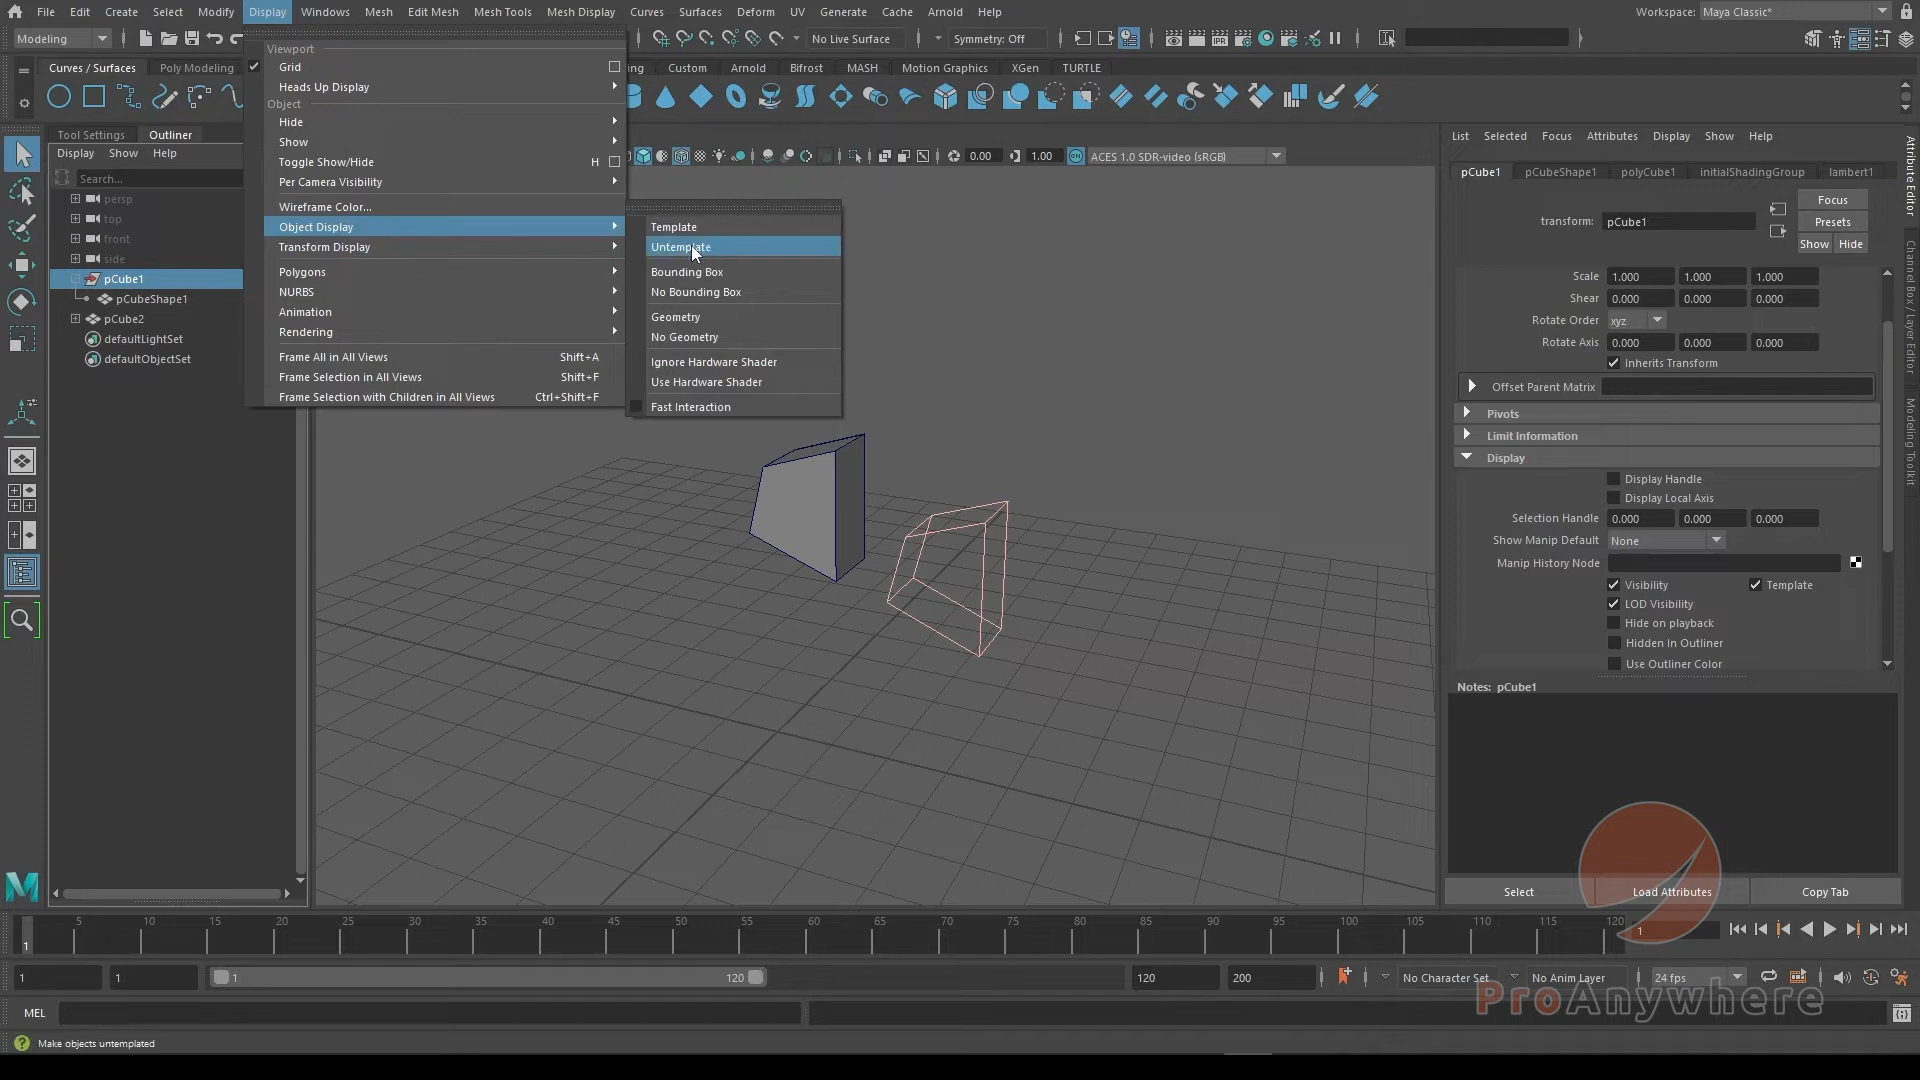 File Edit Create Select Modify Display Windows Mesh Edit Mesh Mesh Tools Mesh Display Curves Surfaces Deform UV Generate Cache Arnold Help Workspace: Maya Classic*
Modeling No Live Surface Symmetry: Off
Curves / Surfaces Poly Modeling ing Custom Arnold Bifrost MASH Motion Graphics XGen TURTLE
Tool Settings Outliner
Display Show Help
Search...
persp
top
front
side
pCube1
pCubeShape1
pCube2
defaultLightSet
defaultObjectSet
Viewport
Grid
Heads Up Display
Object
Hide
Show
Toggle Show/Hide H
Per Camera Visibility
Wireframe Color...
Object Display
Transform Display
Polygons
NURBS
Animation
Rendering
Frame All in All Views Shift+A
Frame Selection in All Views Shift+F
Frame Selection with Children in All Views Ctrl+Shift+F
Template
Untemplate
Bounding Box
No Bounding Box
Geometry
No Geometry
Ignore Hardware Shader
Use Hardware Shader
Fast Interaction
0.00 1.00 ACES 1.0 SDR-video (sRGB)
List Selected Focus Attributes Display Show Help
pCube1 pCubeShape1 polyCube1 initialShadingGroup lambert1
Focus
transform: pCube1 Presets
Show Hide
Scale 1.000 1.000 1.000
Shear 0.000 0.000 0.000
Rotate Order xyz
Rotate Axis 0.000 0.000 0.000
Inherits Transform
Offset Parent Matrix
Pivots
Limit Information
Display
Display Handle
Display Local Axis
Selection Handle 0.000 0.000 0.000
Show Manip Default None
Manip History Node
Visibility Template
LOD Visibility
Hide on playback
Hidden In Outliner
Use Outliner Color
Notes: pCube1
Select Load Attributes Copy Tab
Attribute Editor
Channel Box / Layer Editor
Modeling Toolkit
5 10 15 20 25 30 35 40 45 50 55 60 65 70 75 80 85 90 95 100 105 110 115 120
1 1
1 1 1 120 120 200 No Character Set No Anim Layer 24 fps
ProAnywhere
MEL
Make objects untemplated